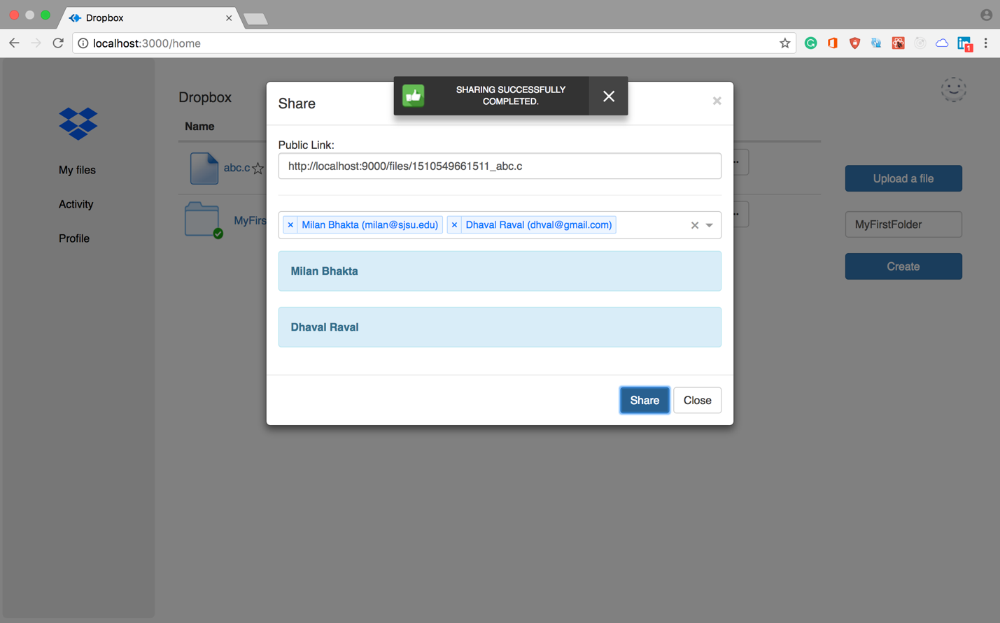 Dropbox
localhost:3000/home
1
Dropbox
Name
My files
Activity
Profile
abc.c
MyFirs
Share
SHARING SUCCESSFULLY
COMPLETED.
Public Link:
http://localhost:9000/files/1510549661511_abc.c
× Milan Bhakta (milan@sjsu.edu) × Dhaval Raval (dhval@gmail.com)
Milan Bhakta
Dhaval Raval
Share
Close
Upload a file
MyFirstFolder
Create